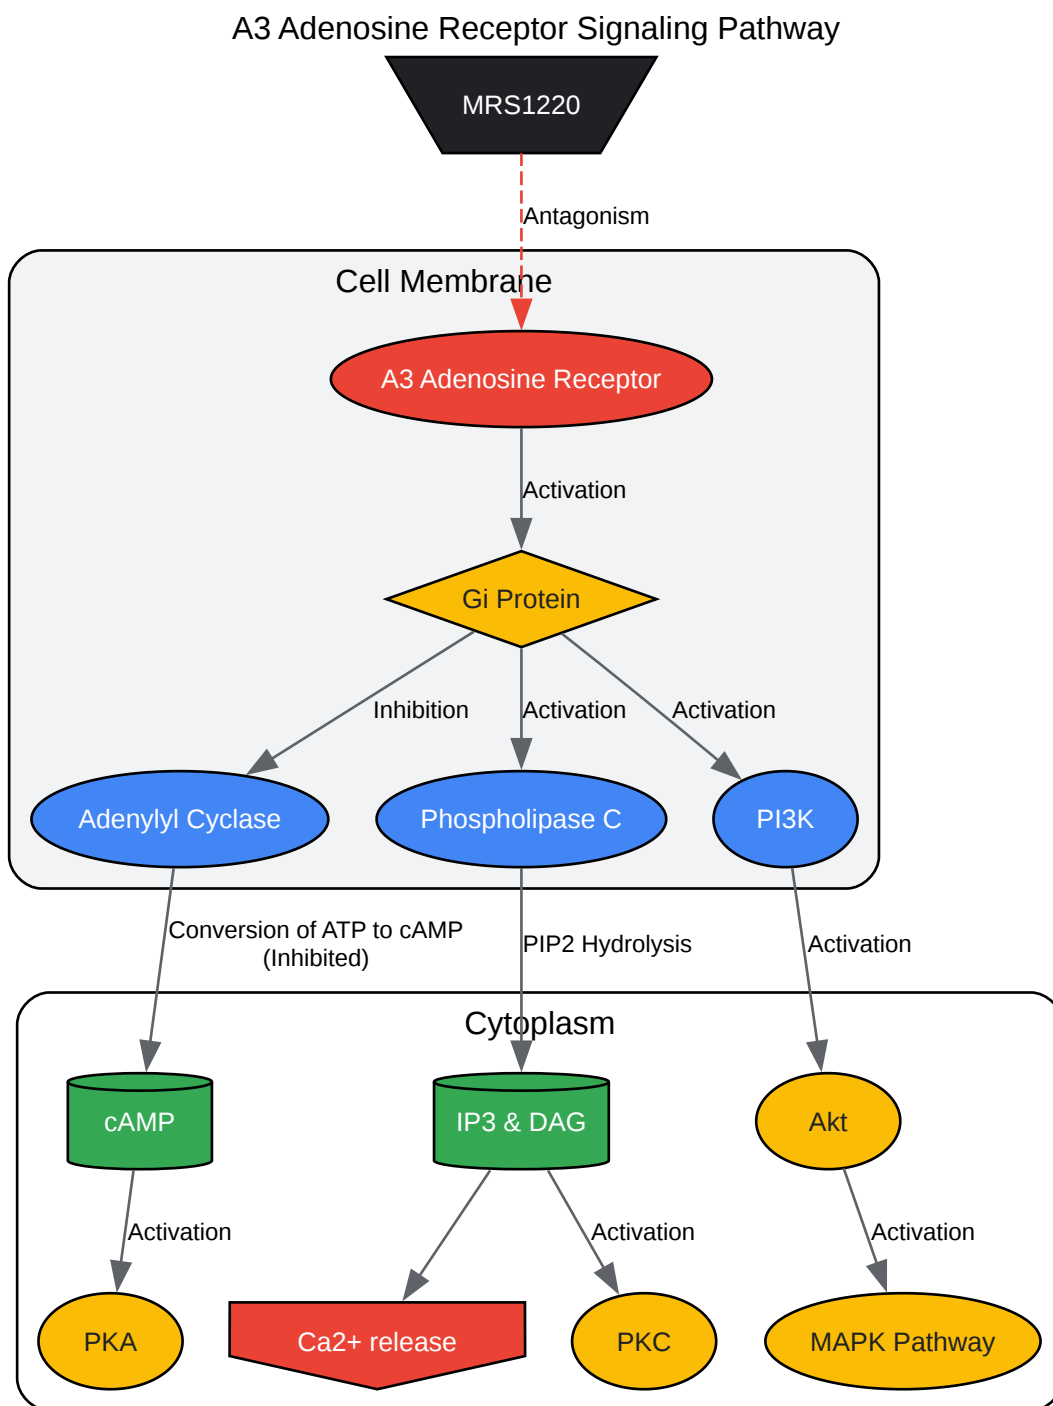 A3 Adenosine Receptor Signaling Pathway
MRS1220
Antagonism
Cell Membrane
A3 Adenosine Receptor
Activation
Gi Protein
Inhibition
Activation
Activation
Adenylyl Cyclase
Phospholipase C
PI3K
Conversion of ATP to cAMP
(Inhibited)
PIP2 Hydrolysis
Activation
Cytoplasm
cAMP
IP3 & DAG
Akt
Activation
Activation
Activation
PKA
Ca2+ release
PKC
MAPK Pathway